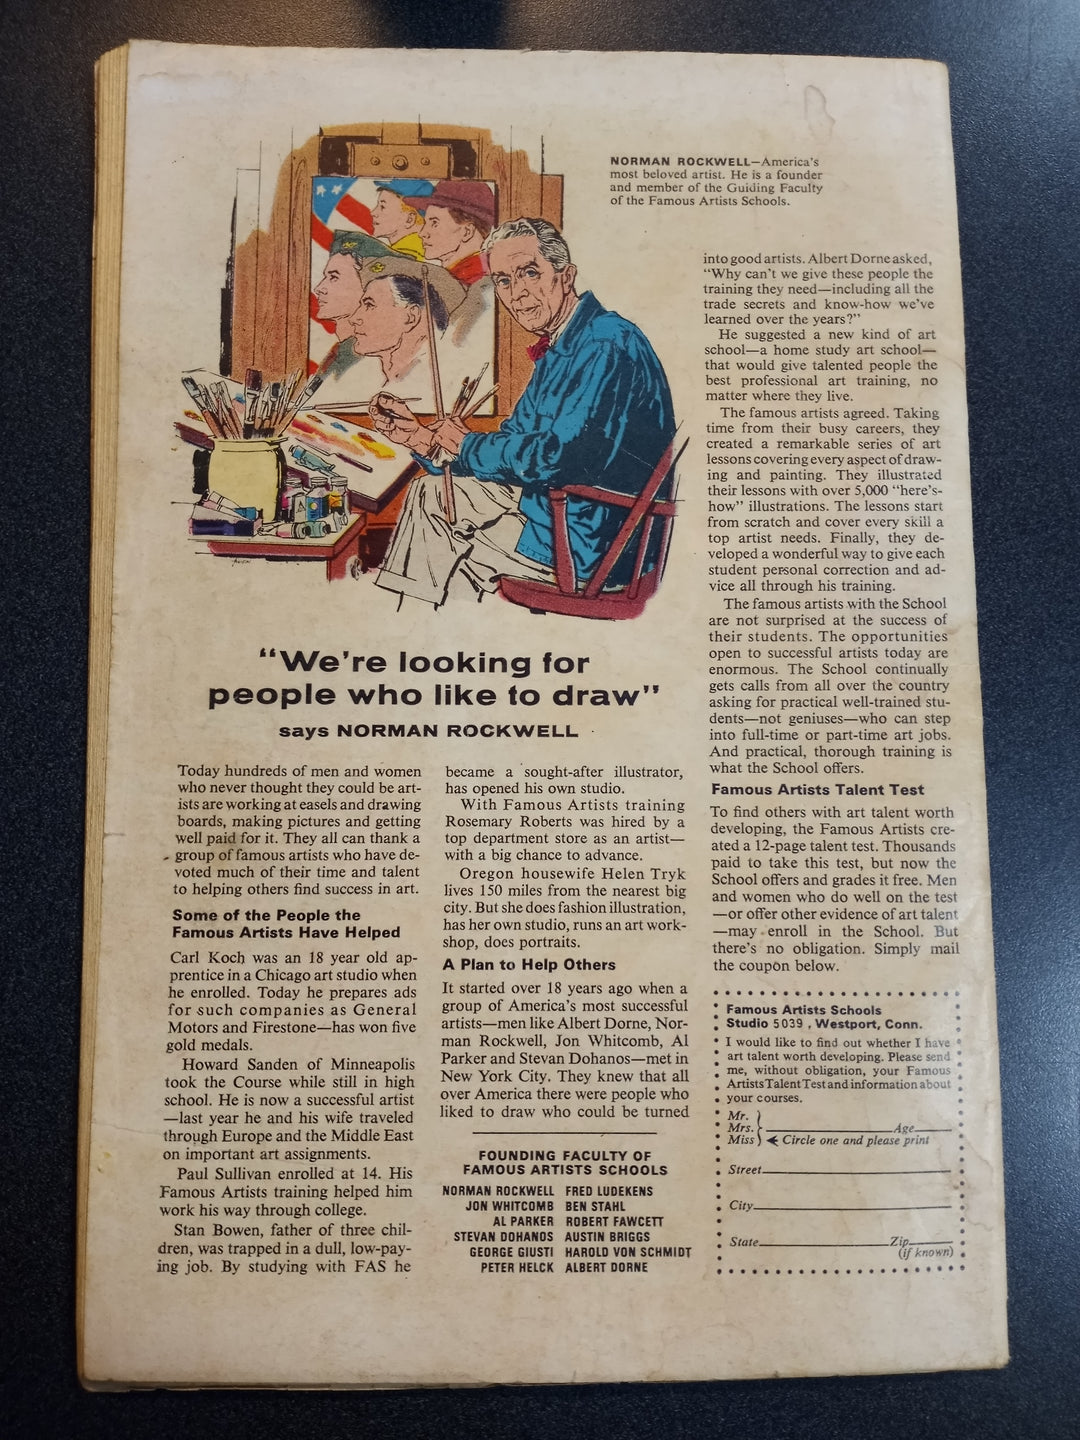 NORMAN ROCKWELL—America's
most beloved artist. He is a founder
and member of the Guiding Faculty
of the Famous Artists Schools.
"We're looking for
people who like to draw"
says NORMAN ROCKWELL
Today hundreds of men and women
who never thought they could be art-
ists are working at easels and drawing
boards, making pictures and getting
well paid for it. They all can thank a
group of famous artists who have de-
voted much of their time and talent
to helping others find success in art.
Some of the People the
Famous Artists Have Helped
Carl Koch was an 18 year old ap-
prentice in a Chicago art studio when
he enrolled. Today he prepares ads
for such companies as General
Motors and Firestone—has won five
gold medals.
Howard Sanden of Minneapolis
took the Course while still in high
school. He is now a successful artist
—last year he and his wife traveled
through Europe and the Middle East
on important art assignments.
Paul Sullivan enrolled at 14. His
Famous Artists training helped him
work his way through college.
Stan Bowen, father of three chil-
dren, was trapped in a dull, low-pay-
ing job. By studying with FAS he
became a sought-after illustrator,
has opened his own studio.
With Famous Artists training
Rosemary Roberts was hired by a
top department store as an artist—
with a big chance to advance.
Oregon housewife Helen Tryk
lives 150 miles from the nearest big
city. But she does fashion illustration,
has her own studio, runs an art work-
shop, does portraits.
A Plan to Help Others
It started over 18 years ago when a
group of America's most successful
artists—men like Albert Dorne, Nor-
man Rockwell, Jon Whitcomb, Al
Parker and Stevan Dohanos—met in
New York City. They knew that all
over America there were people who
liked to draw who could be turned
FOUNDING FACULTY OF
FAMOUS ARTISTS SCHOOLS
NORMAN ROCKWELL FRED LUDEKENS
JON WHITCOMB BEN STAHL
AL PARKER ROBERT FAWCETT
STEVAN DOHANOS AUSTIN BRIGGS
GEORGE GIUSTI HAROLD VON SCHMIDT
PETER HELCK ALBERT DORNE
into good artists. Albert Dorne asked,
"Why can't we give these people the
training they need—including all the
trade secrets and know-how we've
learned over the years?"
He suggested a new kind of art
school—a home study art school—
that would give talented people the
best professional art training, no
matter where they live.
The famous artists agreed. Taking
time from their busy careers, they
created a remarkable series of art
lessons covering every aspect of draw-
ing and painting. They illustrated
their lessons with over 5,000 "here's-
how" illustrations. The lessons start
from scratch and cover every skill a
top artist needs. Finally, they de-
veloped a wonderful way to give each
student personal correction and ad-
vice all through his training.
The famous artists with the School
are not surprised at the success of
their students. The opportunities
open to successful artists today are
enormous. The School continually
gets calls from all over the country
asking for practical well-trained stu-
dents—not geniuses—who can step
into full-time or part-time art jobs.
And practical, thorough training is
what the School offers.
Famous Artists Talent Test
To find others with art talent worth
developing, the Famous Artists cre-
ated a 12-page talent test. Thousands
paid to take this test, but now the
School offers and grades it free. Men
and women who do well on the test
—or offer other evidence of art talent
—may enroll in the School. But
there's no obligation. Simply mail
the coupon below.
Famous Artists Schools
Studio 5039, Westport, Conn.
I would like to find out whether I have
art talent worth developing. Please send
me, without obligation, your Famous
Artists Talent Test and information about
your courses.
Mr.
Mrs. Age
Miss Circle one and please print
Street
City
State Zip
(if known)